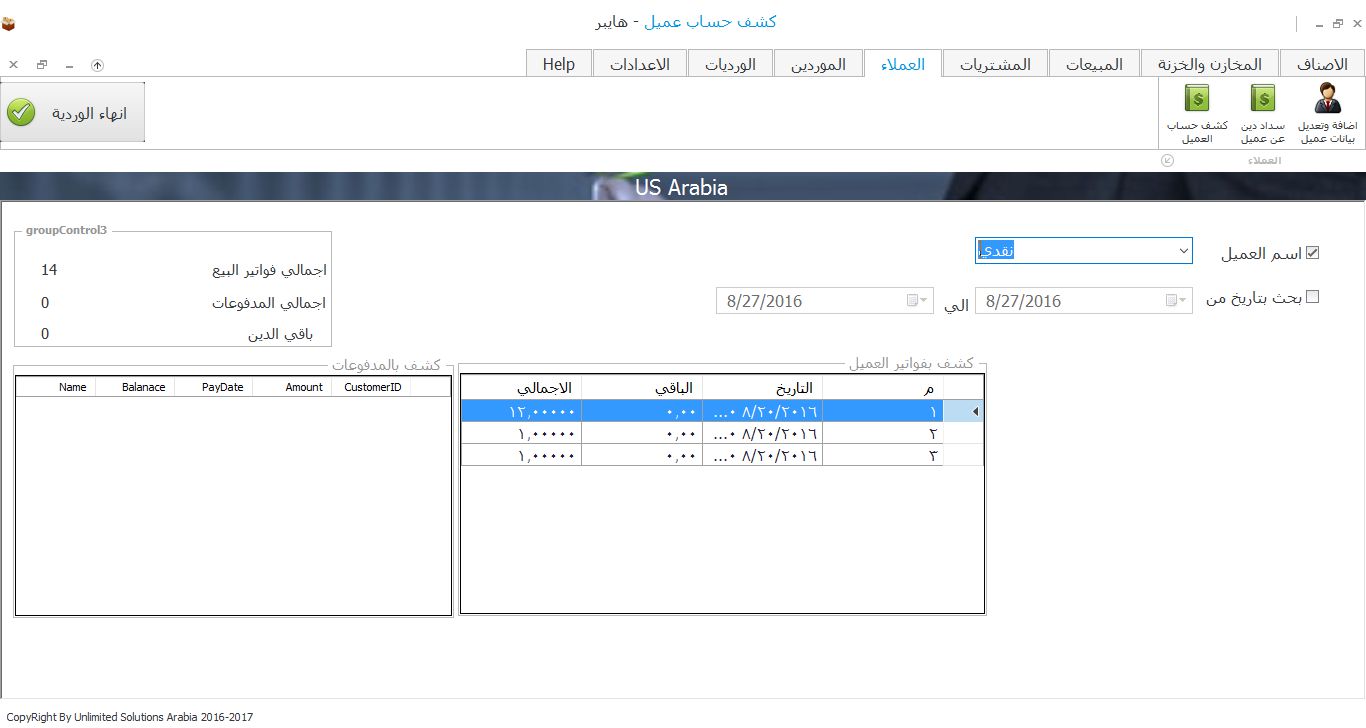 كشف حساب عميل - هايبر
الاصناف
المخازن والخزنة
المبيعات
المشتريات
العملاء
الموردين
الورديات
الاعدادات
Help
اضافة وتعديل
بيانات عميل
سداد دين
عن عميل
كشف حساب
العميل
العملاء
انهاء الوردية
US Arabia
اسم العميل
نقدي
بحث بتاريخ من
8/27/2016
الي
8/27/2016
groupControl3
اجمالي فواتير البيع 14
اجمالي المدفوعات 0
باقي الدين 0
كشف بفواتير العميل
م التاريخ الباقي الاجمالي
١ ٨/٢٠/٢٠١٦ ٠... ٠,٠٠ ١٢,٠٠٠٠٠
٢ ٨/٢٠/٢٠١٦ ٠... ٠,٠٠ ١,٠٠٠٠٠
٣ ٨/٢٠/٢٠١٦ ٠... ٠,٠٠ ١,٠٠٠٠٠
كشف بالمدفوعات
Name Balanace PayDate Amount CustomerID
CopyRight By Unlimited Solutions Arabia 2016-2017